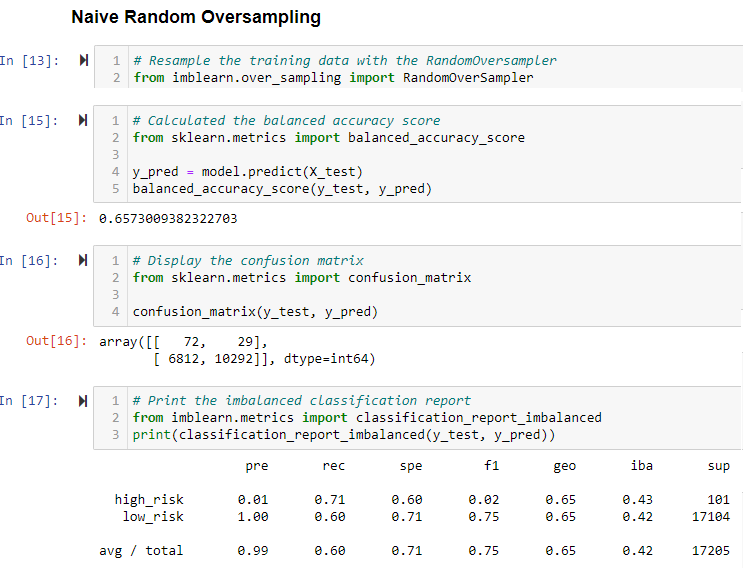 Naive Random Oversampling
In [13]:
1 # Resample the training data with the RandomOversampler
2 from imblearn.over_sampling import RandomOverSampler
In [15]:
1 # Calculated the balanced accuracy score
2 from sklearn.metrics import balanced_accuracy_score
3
4 y_pred = model.predict(X_test)
5 balanced_accuracy_score(y_test, y_pred)
Out[15]: 0.6573009382322703
In [16]:
1 # Display the confusion matrix
2 from sklearn.metrics import confusion_matrix
3
4 confusion_matrix(y_test, y_pred)
Out[16]: array([[   72,    29],
       [ 6812, 10292]], dtype=int64)
In [17]:
1 # Print the imbalanced classification report
2 from imblearn.metrics import classification_report_imbalanced
3 print(classification_report_imbalanced(y_test, y_pred))
pre rec spe f1 geo iba sup
high_risk 0.01 0.71 0.60 0.02 0.65 0.43 101
low_risk 1.00 0.60 0.71 0.75 0.65 0.42 17104
avg / total 0.99 0.60 0.71 0.75 0.65 0.42 17205